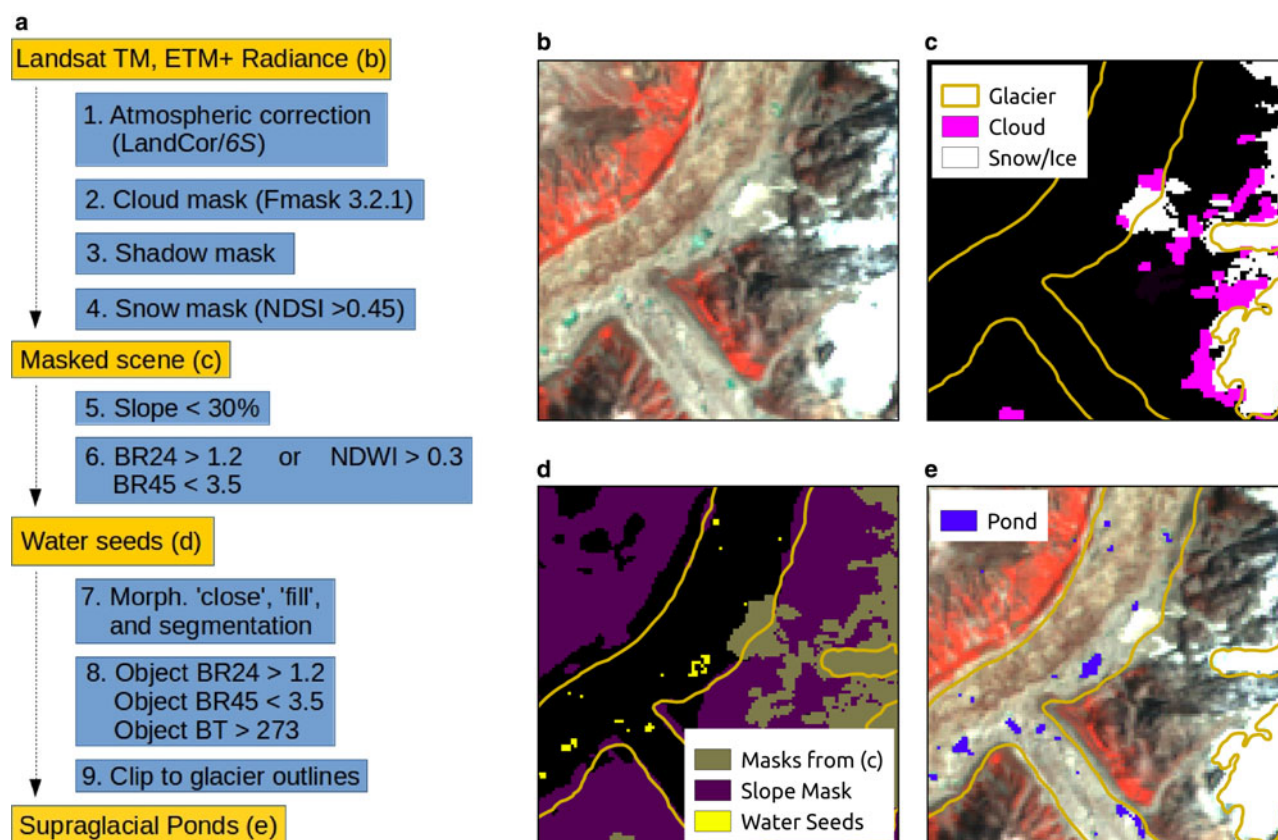 a
Landsat TM, ETM+ Radiance (b)
1. Atmospheric correction
(LandCor/6S)
2. Cloud mask (Fmask 3.2.1)
3. Shadow mask
4. Snow mask (NDSI >0.45)
Masked scene (c)
5. Slope < 30%
6. BR24 > 1.2 or NDWI > 0.3
BR45 < 3.5
Water seeds (d)
7. Morph. 'close', 'fill',
and segmentation
8. Object BR24 > 1.2
Object BR45 < 3.5
Object BT > 273
9. Clip to glacier outlines
Supraglacial Ponds (e)
b
c
Glacier
Cloud
Snow/Ice
d
Masks from (c)
Slope Mask
Water Seeds
e
Pond